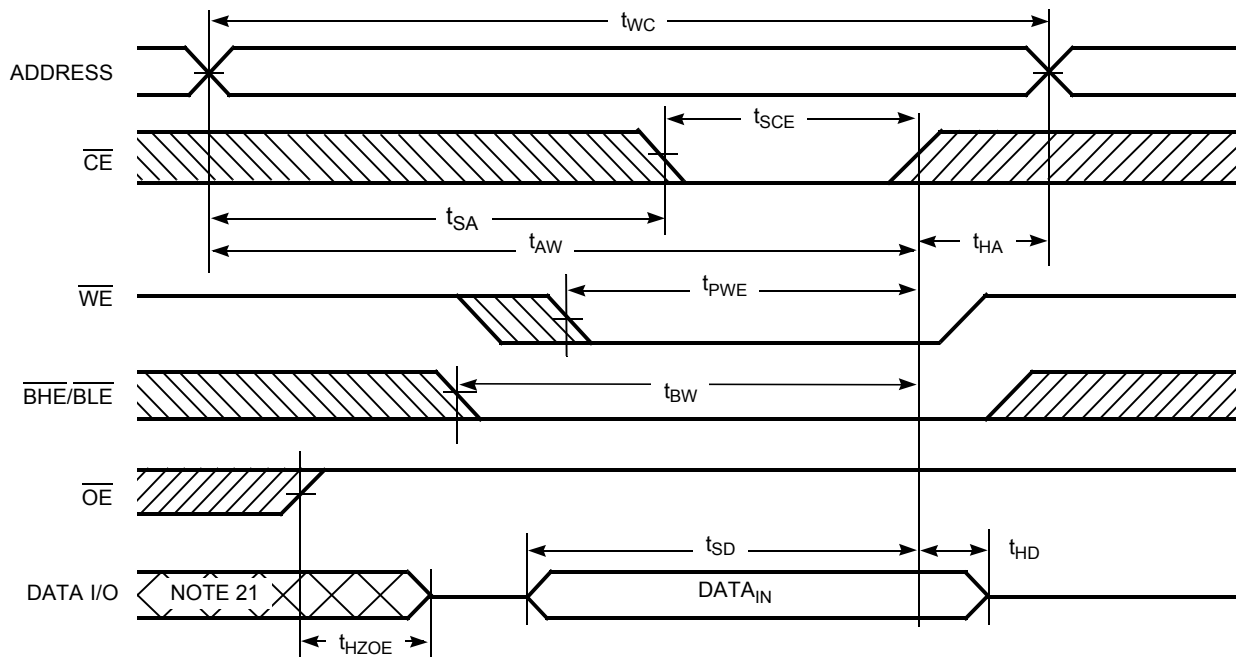 tWC
ADDRESS
tSCE
CE
tSA
tAW
tHA
WE
tPWE
BHE/BLE
tBW
OE
tSD
tHD
DATA I/O
NOTE 21
DATAIN
tHZOE